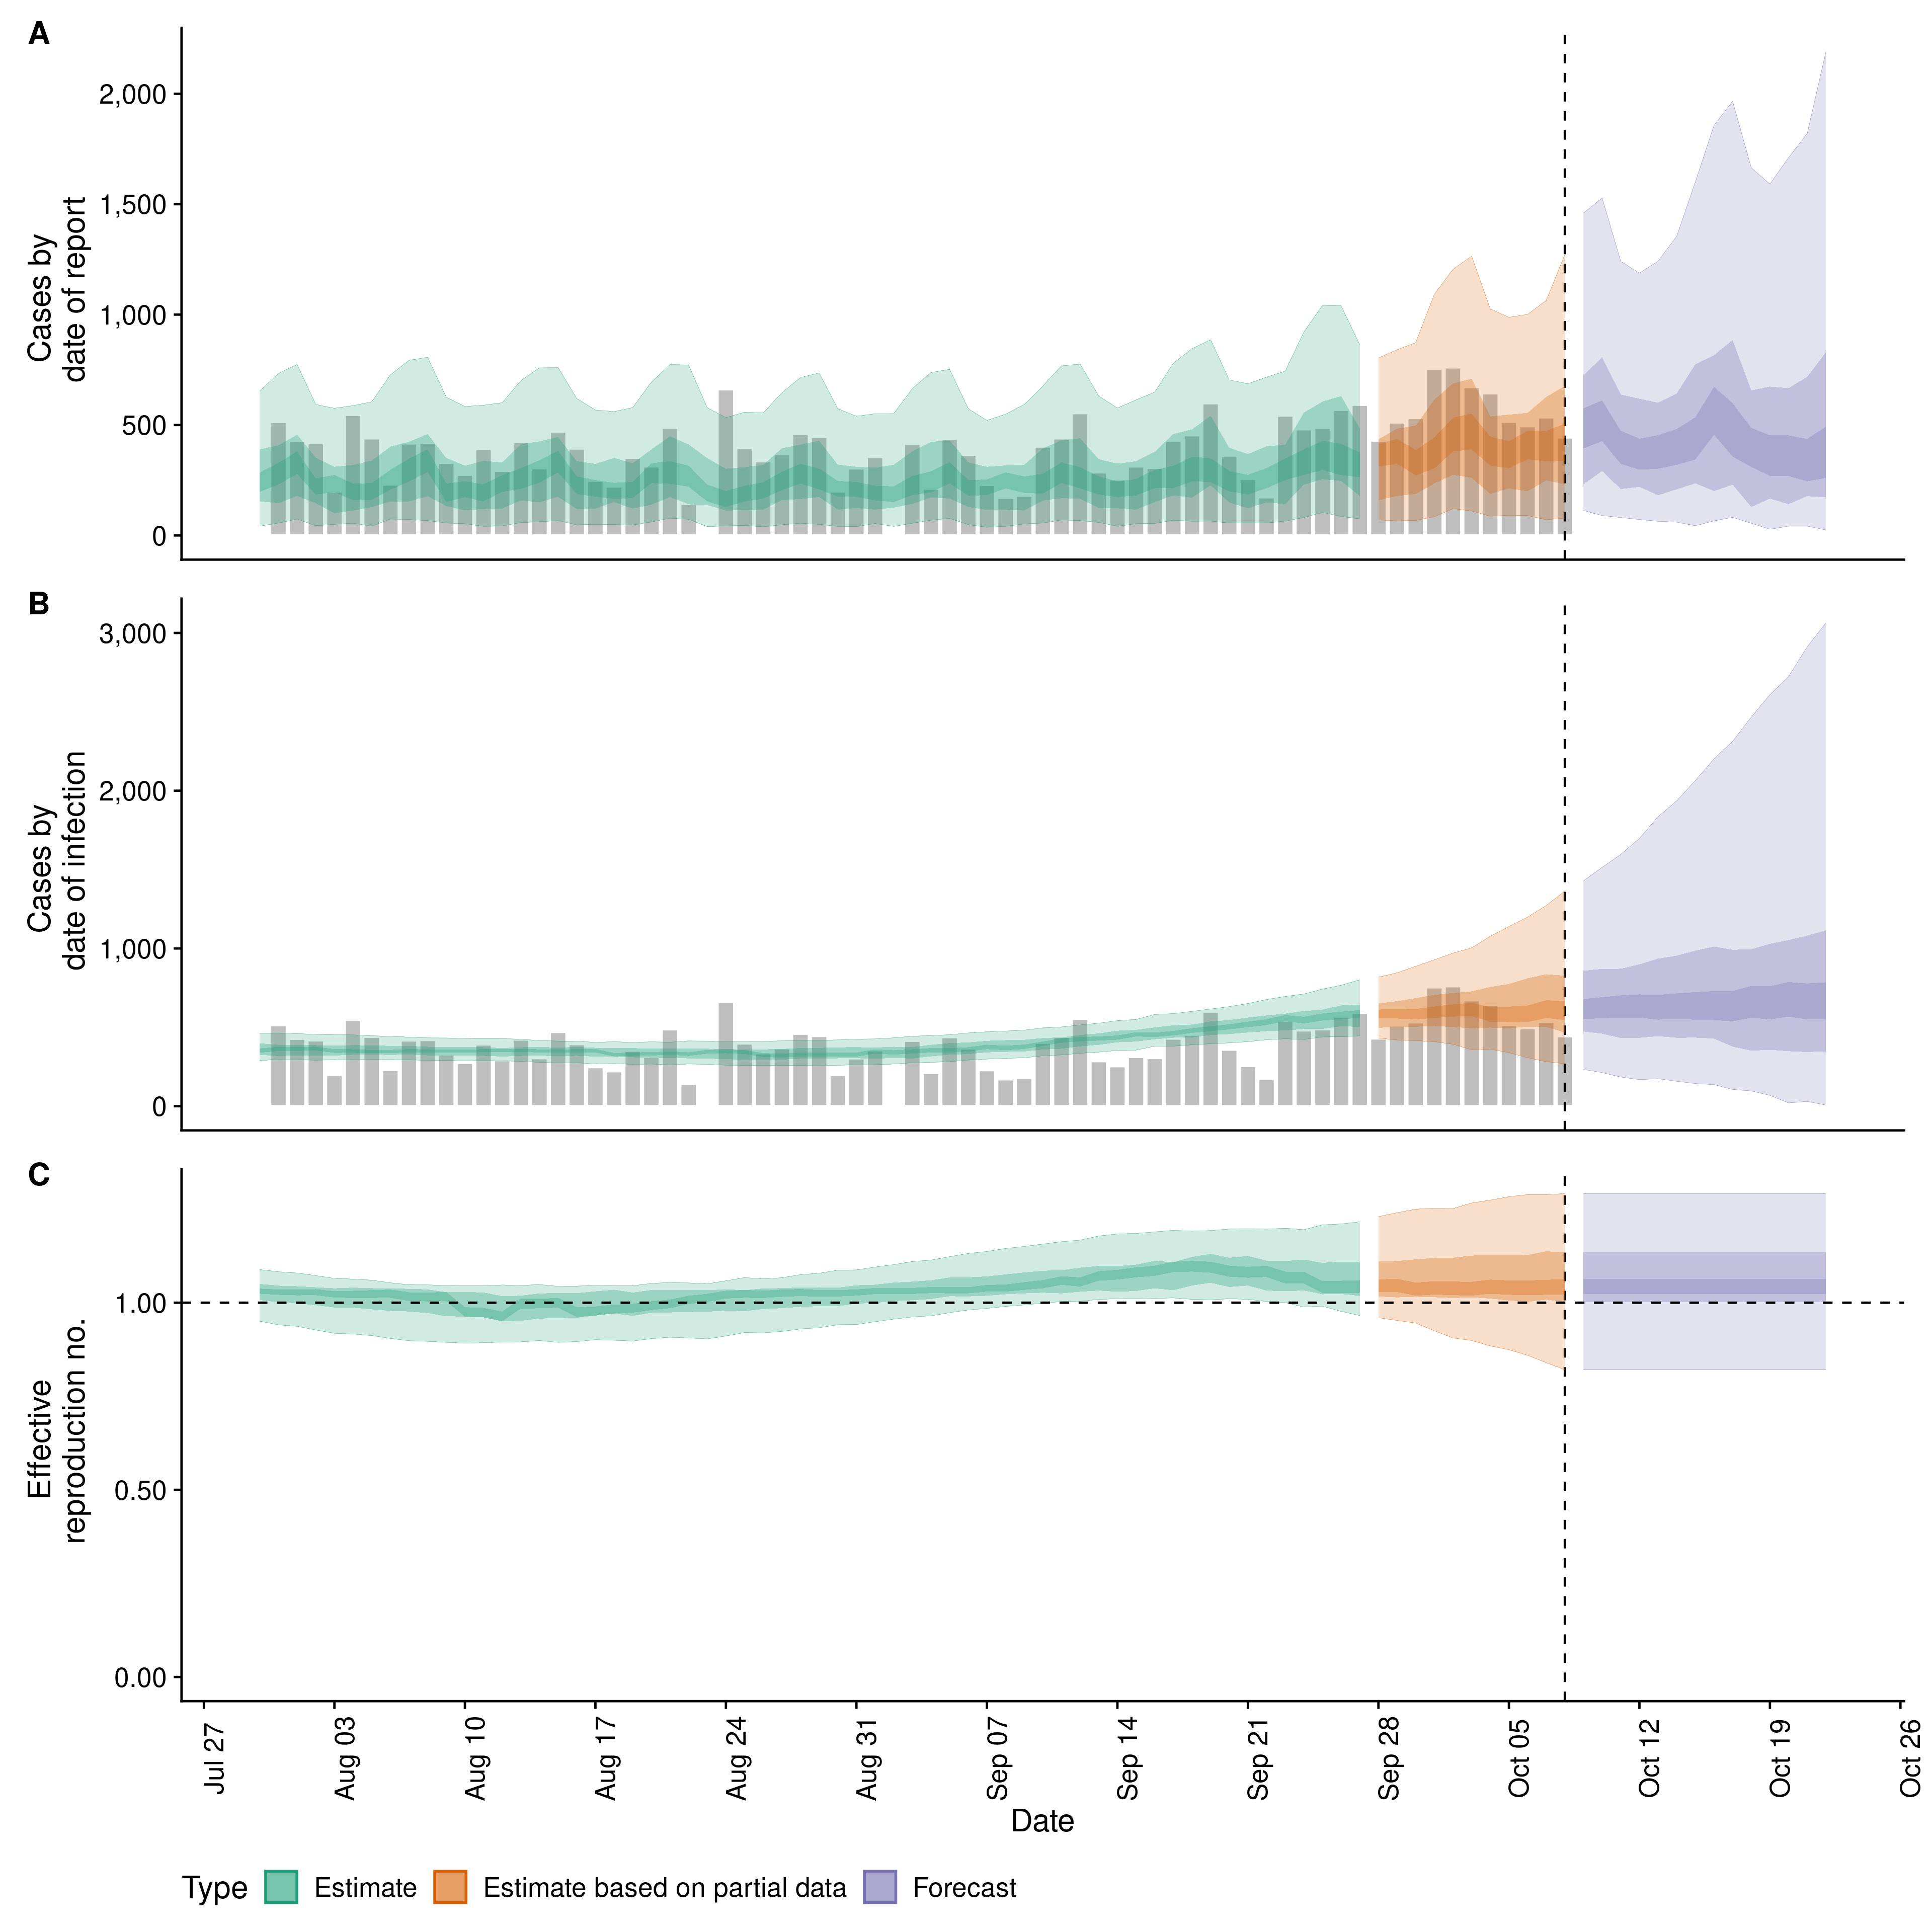 A
Cases by
date of report
2,000
1,500
1,000
500
0
B
Cases by
date of infection
3,000
2,000
1,000
0
C
Effective
reproduction no.
1.00
0.50
0.00
Jul 27
Aug 03
Aug 10
Aug 17
Aug 24
Aug 31
Sep 07
Sep 14
Sep 21
Sep 28
Oct 05
Oct 12
Oct 19
Oct 26
Date
Type Estimate Estimate based on partial data Forecast